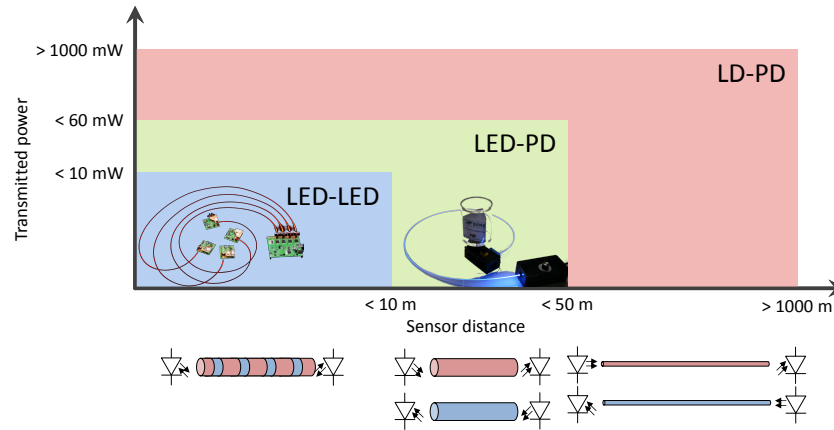 > 1000 mW
LD-PD
< 60 mW
LED-PD
< 10 mW
LED-LED
Transmitted power
< 10 m
< 50 m
> 1000 m
Sensor distance